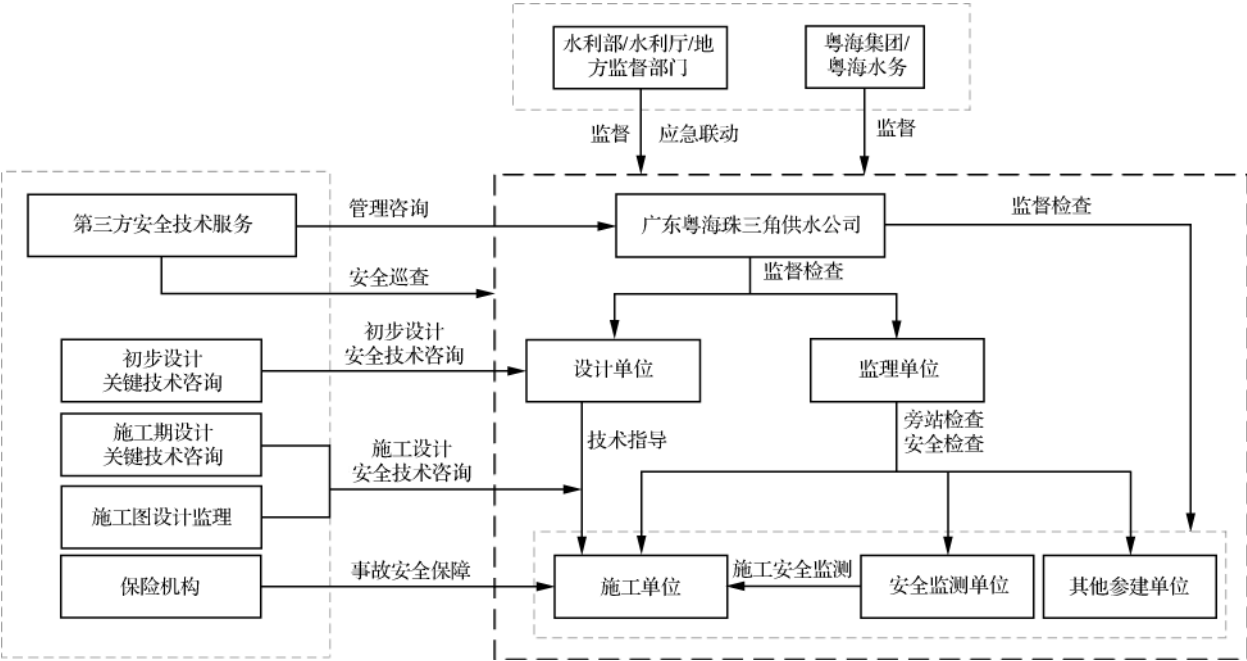 水利部/水利厅/地
方监督部门
粤海集团/
粤海水务
监督
应急联动
监督
第三方安全技术服务
管理咨询
广东粤海珠三角供水公司
监督检查
安全巡查
监督检查
初步设计
安全技术咨询
初步设计
关键技术咨询
设计单位
监理单位
施工期设计
关键技术咨询
施工设计
安全技术咨询
技术指导
旁站检查
安全检查
施工图设计监理
保险机构
事故安全保障
施工单位
施工安全监测
安全监测单位
其他参建单位